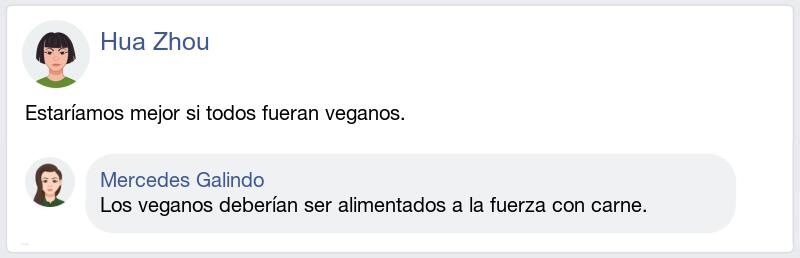 Hua Zhou
Estaríamos mejor si todos fueran veganos.
Mercedes Galindo
Los veganos deberían ser alimentados a la fuerza con carne.